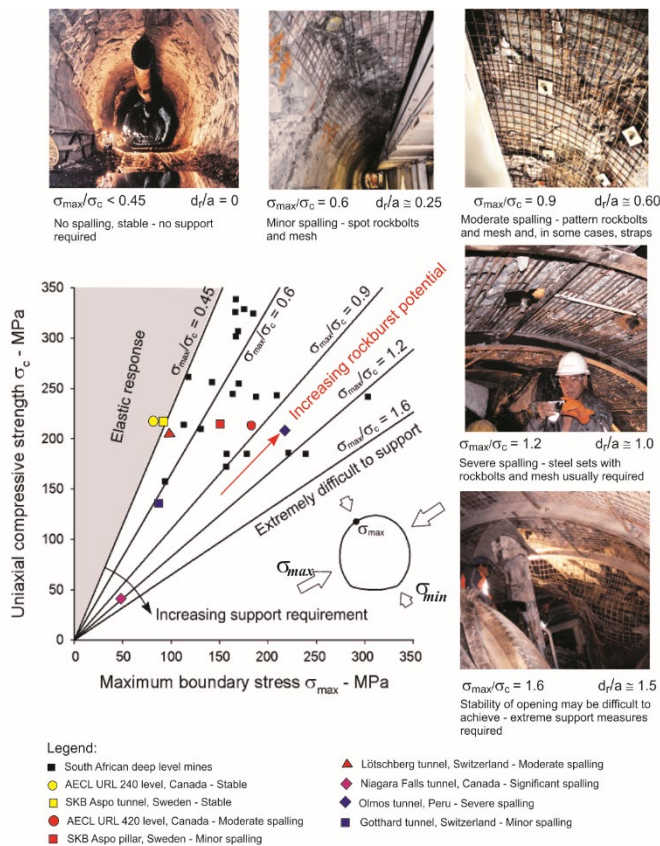 σmax/σc < 0.45 dr/a = 0
No spalling, stable - no support
required
σmax/σc = 0.6 dr/a ≅ 0.25
Minor spalling - spot rockbolts
and mesh
σmax/σc = 0.9 dr/a ≅ 0.60
Moderate spalling - pattern rockbolts
and mesh and, in some cases, straps
σmax/σc = 1.2 dr/a ≅ 1.0
Severe spalling - steel sets with
rockbolts and mesh usually required
σmax/σc = 1.6 dr/a ≅ 1.5
Stability of opening may be difficult to
achieve - extreme support measures
required
Uniaxial compressive strength σc - MPa
400
350
300
250
200
150
100
50
0
Elastic response
σmax/σc = 0.45
σmax/σc = 0.6
σmax/σc = 0.9
σmax/σc = 1.2
σmax/σc = 1.6
Increasing rockburst potential
Extremely difficult to support
Increasing support requirement
σmax
σmax
σmin
0 50 100 150 200 250 300 350
Maximum boundary stress σmax - MPa
Legend:
South African deep level mines
AECL URL 240 level, Canada - Stable
SKB Aspo tunnel, Sweden - Stable
AECL URL 420 level, Canada - Moderate spalling
SKB Aspo pillar, Sweden - Minor spalling
Lötschberg tunnel, Switzerland - Moderate spalling
Niagara Falls tunnel, Canada - Significant spalling
Olmos tunnel, Peru - Severe spalling
Gotthard tunnel, Switzerland - Minor spalling